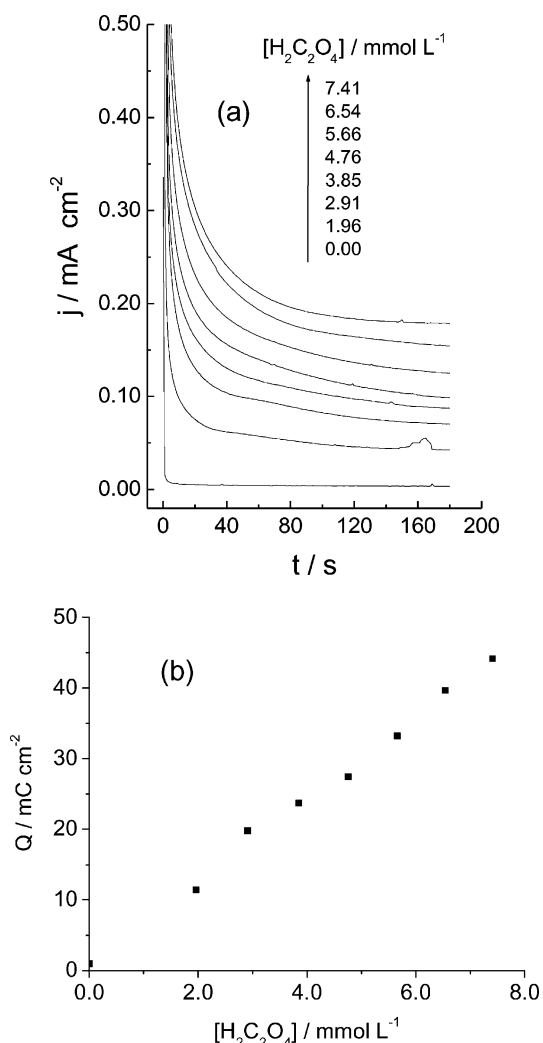 0.50
[H₂C₂O₄] / mmol L⁻¹
(a)
7.41
6.54
5.66
4.76
3.85
2.91
1.96
0.00
0.40
0.30
0.20
0.10
0.00
j / mA cm⁻²
0 40 80 120 160 200
t / s
50
(b)
40
30
20
10
0
Q / mC cm⁻²
0.0 2.0 4.0 6.0 8.0
[H₂C₂O₄] / mmol L⁻¹